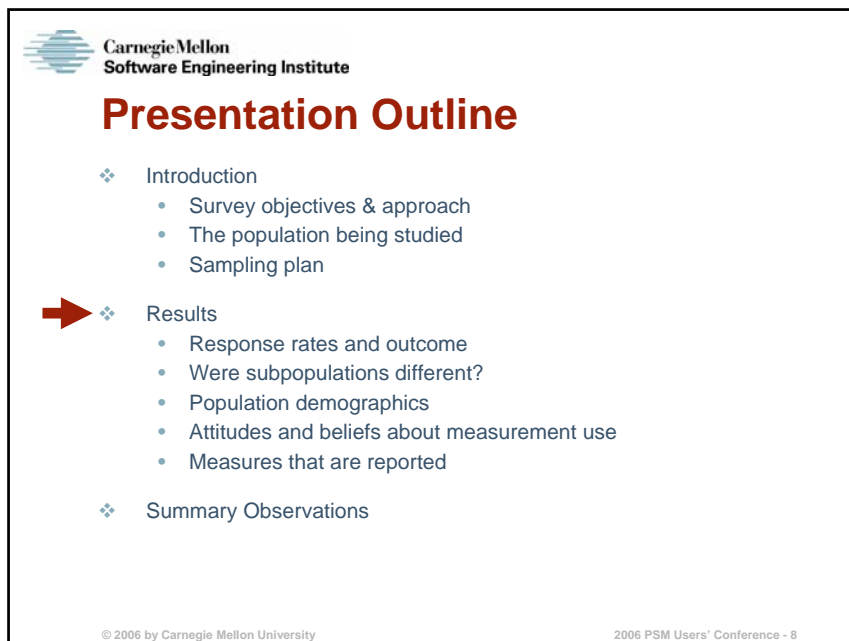 Carnegie Mellon
Software Engineering Institute
Presentation Outline
Introduction
Survey objectives & approach
The population being studied
Sampling plan
Results
Response rates and outcome
Were subpopulations different?
Population demographics
Attitudes and beliefs about measurement use
Measures that are reported
Summary Observations
© 2006 by Carnegie Mellon University
2006 PSM Users' Conference - 8